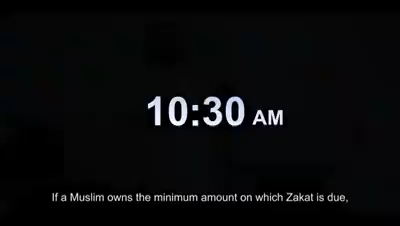 10:30 AM
If a Muslim owns the minimum amount on which Zakat is due,